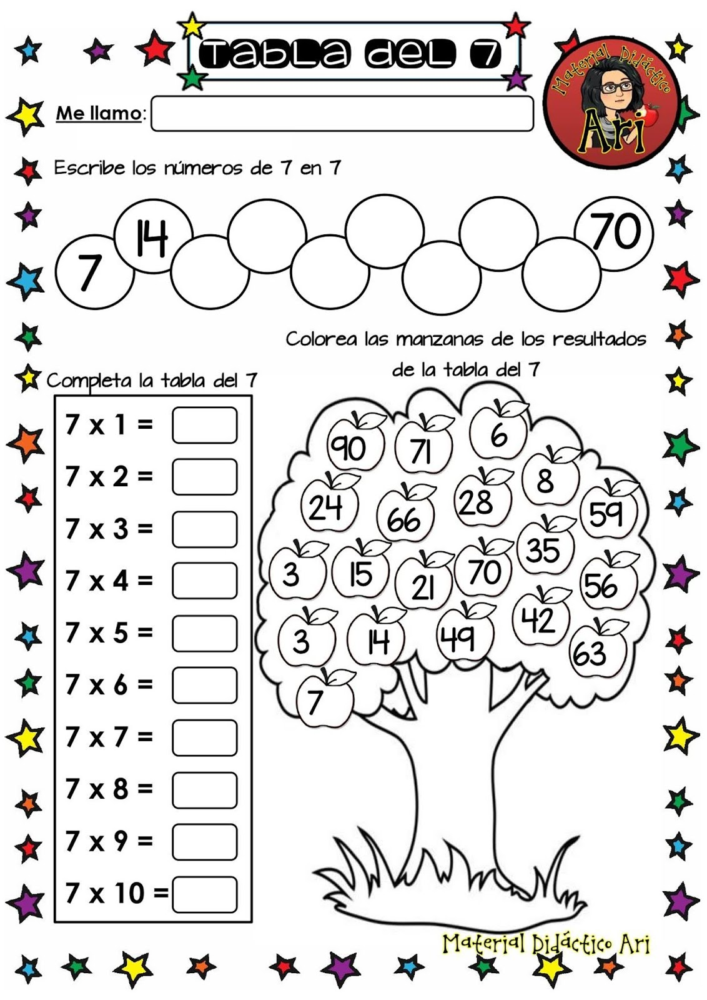 Tabla del 7
Material Didáctico
Ari
Me llamo:
Escribe los números de 7 en 7
7 14 70
Colorea las manzanas de los resultados
de la tabla del 7
Completa la tabla del 7
7 x 1 =
7 x 2 =
7 x 3 =
7 x 4 =
7 x 5 =
7 x 6 =
7 x 7 =
7 x 8 =
7 x 9 =
7 x 10 =
90 71 6
8
24 66 28 59
35
3 15 21 70 56
42
3 14 49 63
7
Material Didáctico Ari